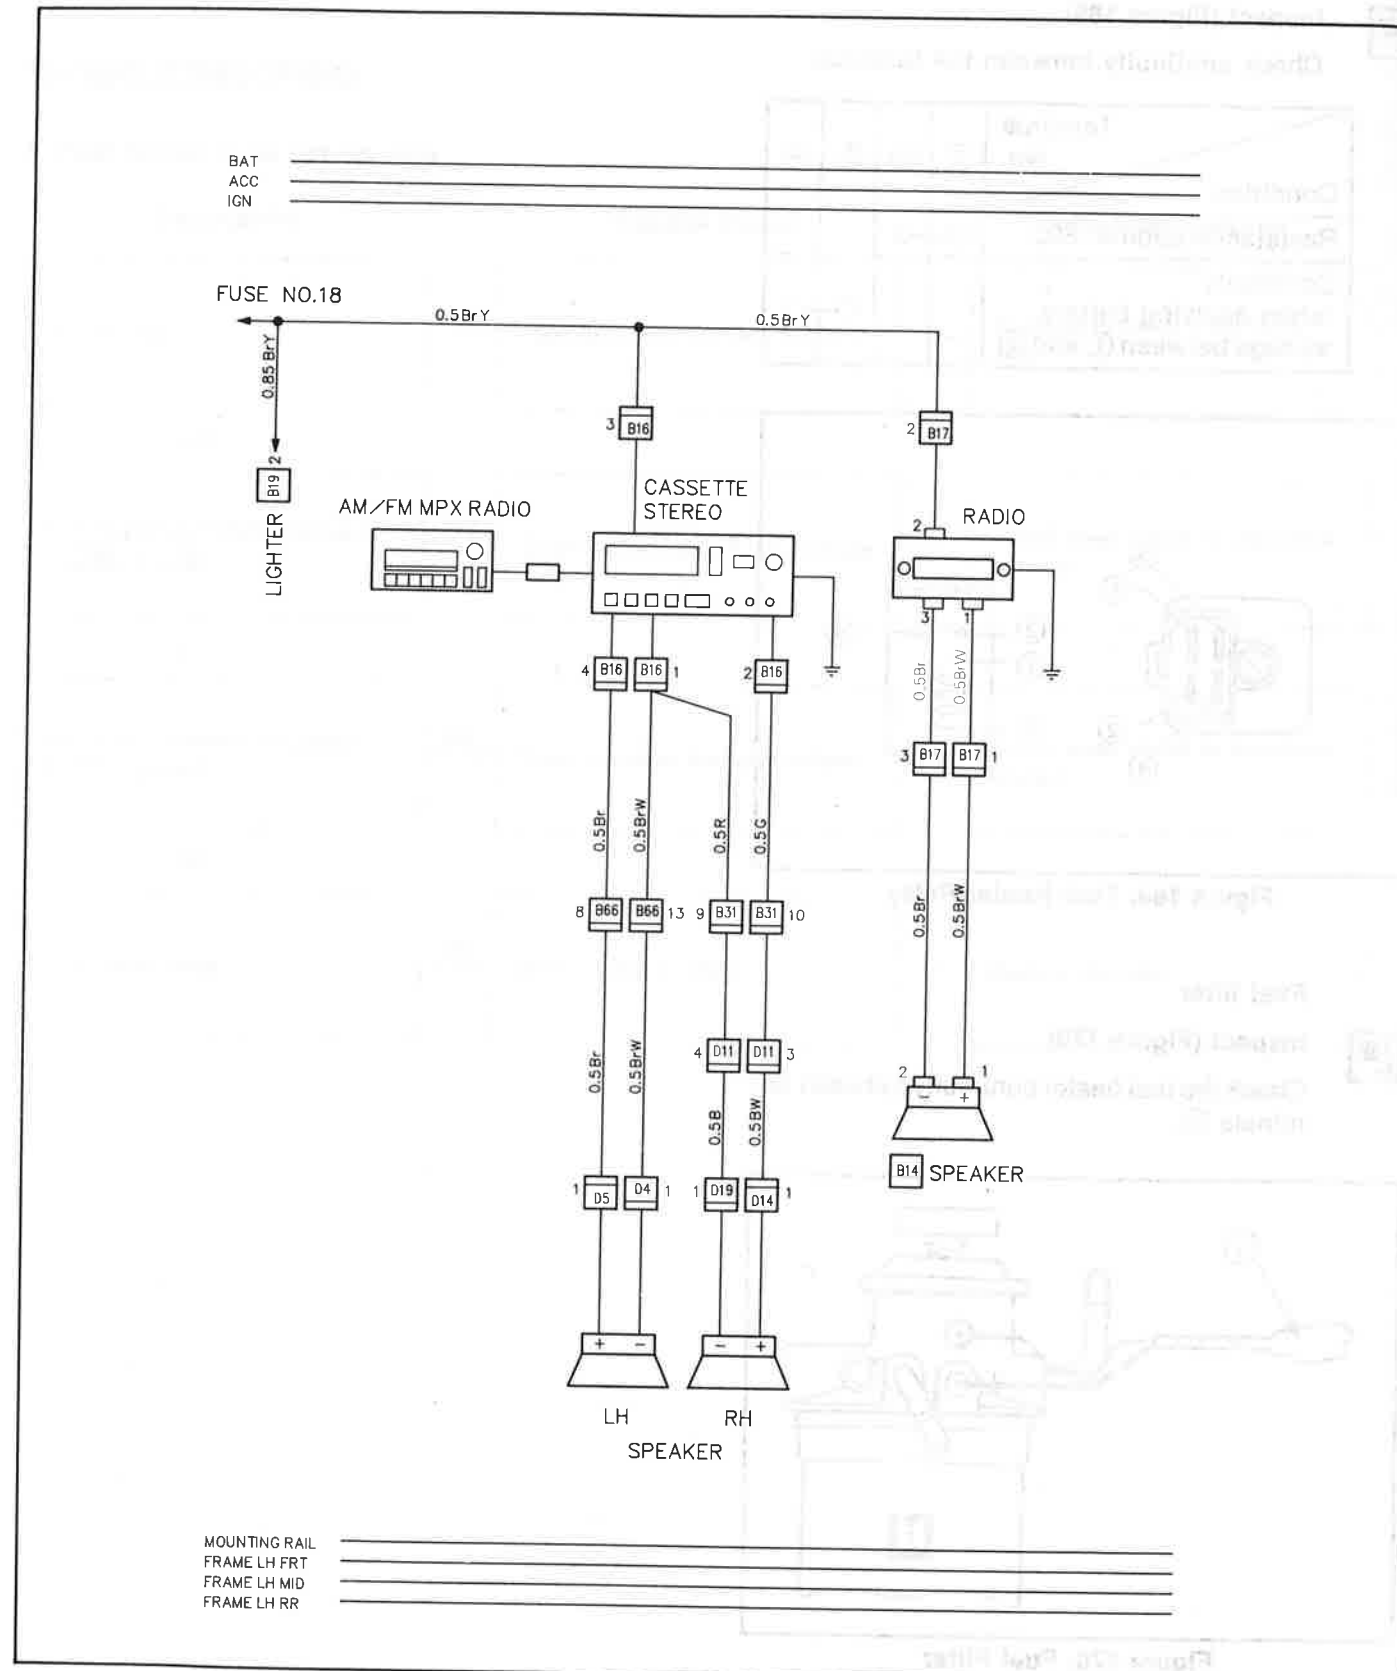 BAT
ACC
IGN
FUSE NO.18
0.5BrY
0.5BrY
0.85BrY
3 B16
2 B17
2
B19
LIGHTER
AM/FM MPX RADIO
CASSETTE
STEREO
2
RADIO
3 1
4 B16
B16 1
2 B16
0.5Br
0.5BrW
3 B17
B17 1
0.5Br
0.5BrW
0.5R
0.5G
8 B66
B66 13
9 B31
B31 10
0.5Br
0.5BrW
4 D11
D11 3
0.5Br
0.5BrW
0.5B
0.5BW
2 1
- +
B14 SPEAKER
1 D5
D4 1
1 D19
D14 1
+ -
- +
LH
RH
SPEAKER
MOUNTING RAIL
FRAME LH FRT
FRAME LH MID
FRAME LH RR